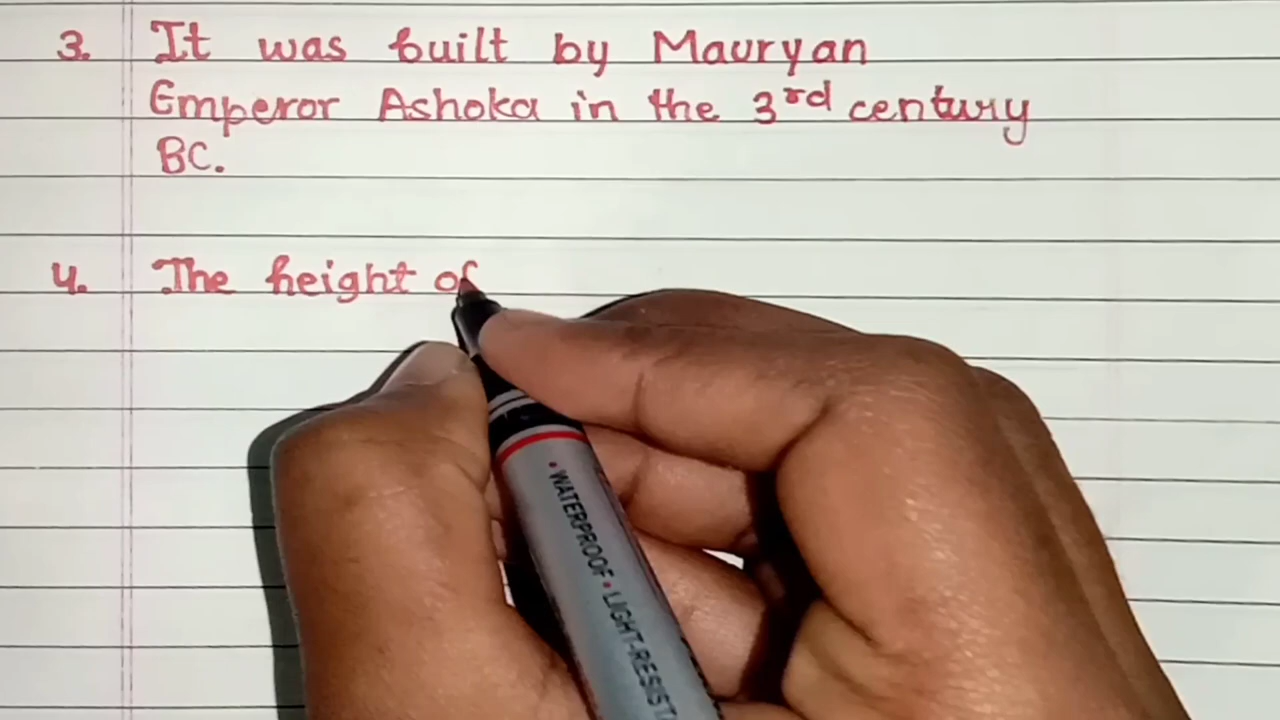 3. It was built by Mauryan
Emperor Ashoka in the 3rd century
BC.
4. The height of
• WATERPROOF • LIGHT-RESIST